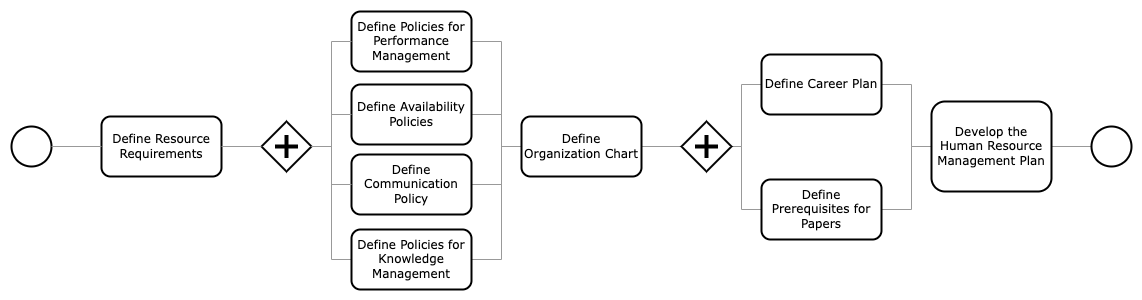 Define Resource
Requirements
Define Policies for
Performance
Management
Define Availability
Policies
Define
Communication
Policy
Define Policies for
Knowledge
Management
Define
Organization Chart
Define Career Plan
Define
Prerequisites for
Papers
Develop the
Human Resource
Management Plan